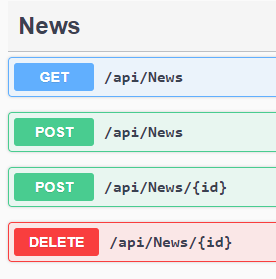 News
GET /api/News
POST /api/News
POST /api/News/{id}
DELETE /api/News/{id}